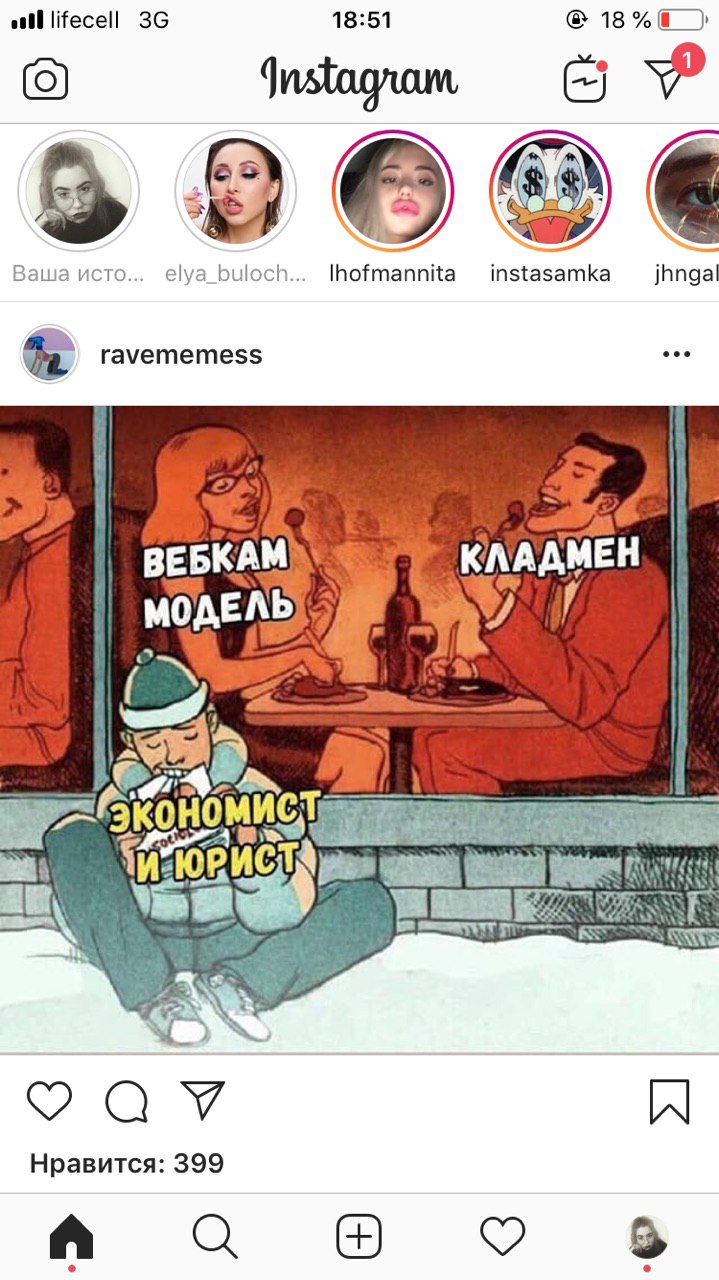 lifecell 3G 18:51 18 %
Instagram
1
Ваша исто... elya_buloch... lhofmannita instasamka jhngal
ravememess
ВЕБКАМ
МОДЕЛЬ
КЛАДМЕН
ЭКОНОМИСТ
И ЮРИСТ
Нравится: 399